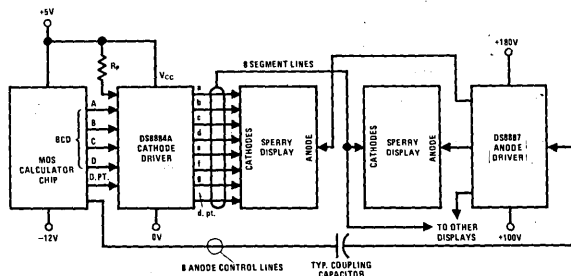 +5V
8 SEGMENT LINES
+180V
Rp
VCC
a
b
c
d
e
f
g
d. pt.
A
B
C
D
D.PT.
BCD
MOS
CALCULATOR
CHIP
DS8884A
CATHODE
DRIVER
CATHODES
SPERRY
DISPLAY
ANODE
CATHODES
SPERRY
DISPLAY
ANODE
DS8887
ANODE
DRIVER
-12V
0V
TO OTHER
DISPLAYS
+100V
8 ANODE CONTROL LINES
TYP. COUPLING
CAPACITOR